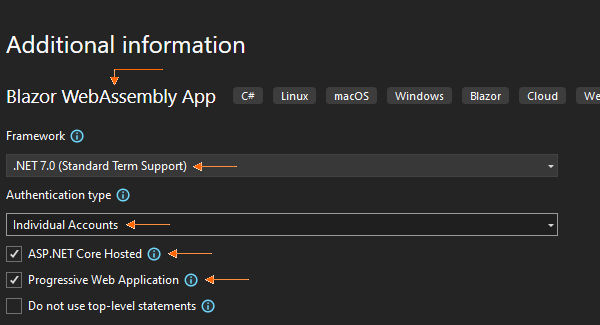 Additional information
Blazor WebAssembly App C# Linux macOS Windows Blazor Cloud We
Framework
.NET 7.0 (Standard Term Support)
Authentication type
Individual Accounts
ASP.NET Core Hosted
Progressive Web Application
Do not use top-level statements